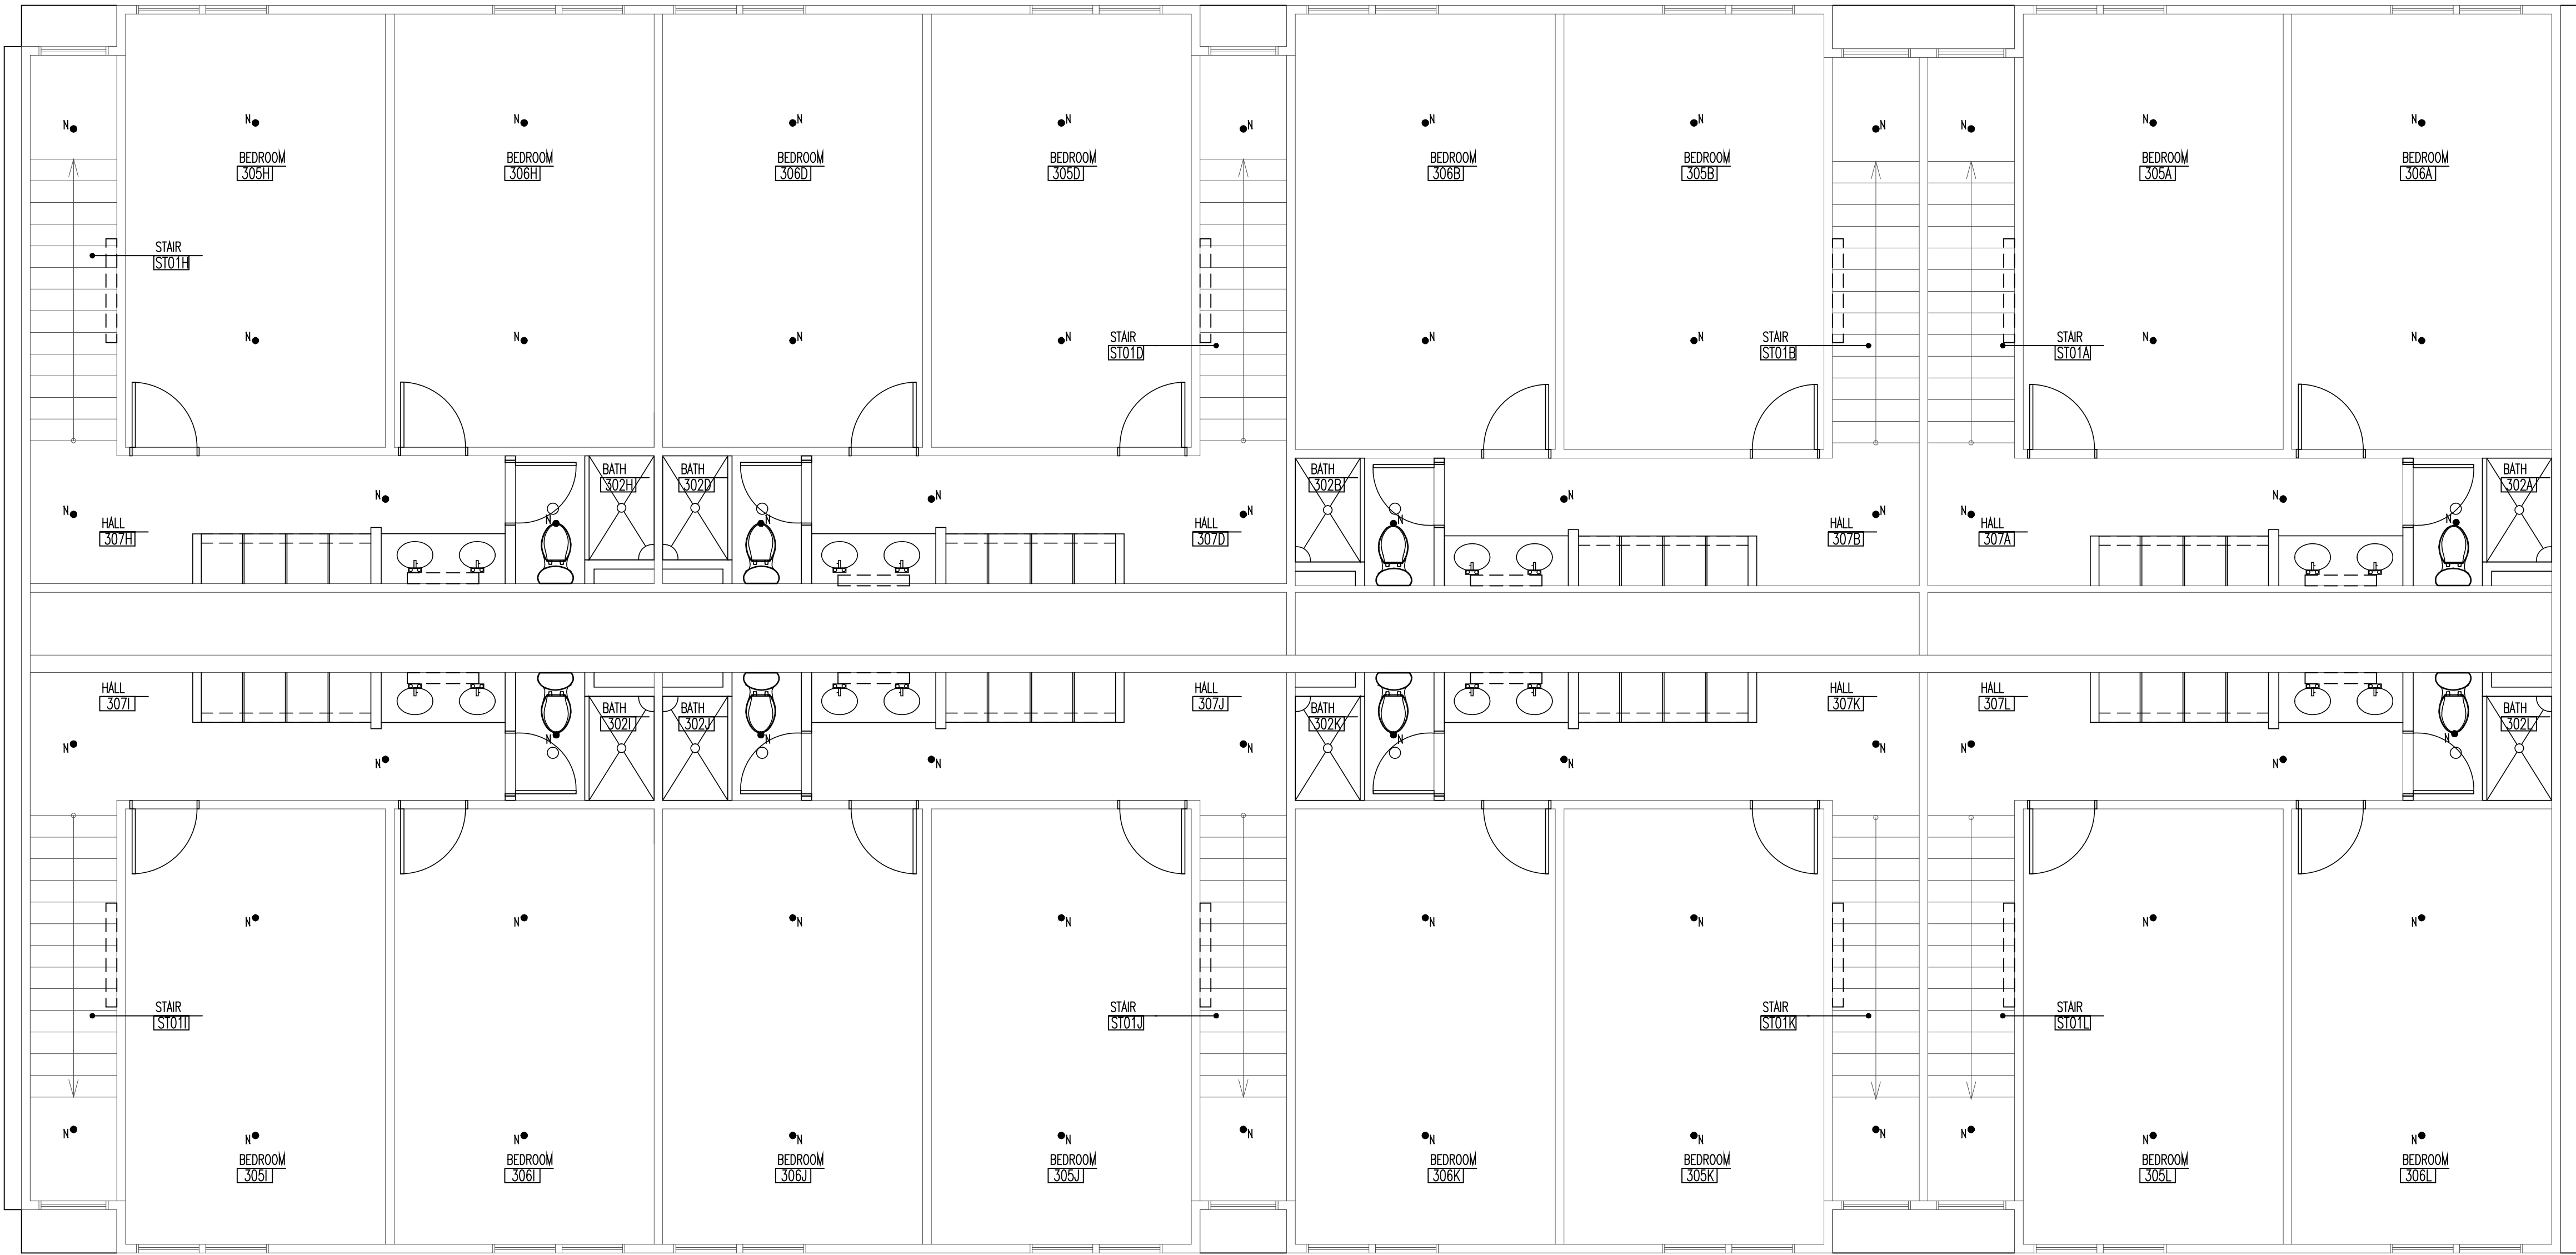 N N N N N N N N N N N N
BEDROOM BEDROOM BEDROOM BEDROOM BEDROOM BEDROOM BEDROOM BEDROOM
305H 306H 306D 305D 306B 305B 305A 306A
STAIR
ST01H
N N N N N N N N
STAIR STAIR STAIR STAIR
ST01D ST01B ST01A
BATH BATH BATH BATH
302H 302D 302B 302A
N N N N
N N N N
N N N N
HALL HALL HALL HALL
307H 307D 307B 307A
HALL HALL HALL HALL
307I 307J 307K 307L
BATH BATH BATH BATH
302I 302J 302K 302L
N N N N
N N N N
N N N N
N N N N N N N N
STAIR STAIR STAIR STAIR
ST01I ST01J ST01K ST01L
N N N N N N N N N N N N
BEDROOM BEDROOM BEDROOM BEDROOM BEDROOM BEDROOM BEDROOM BEDROOM
305I 306I 306J 305J 306K 305K 305L 306L